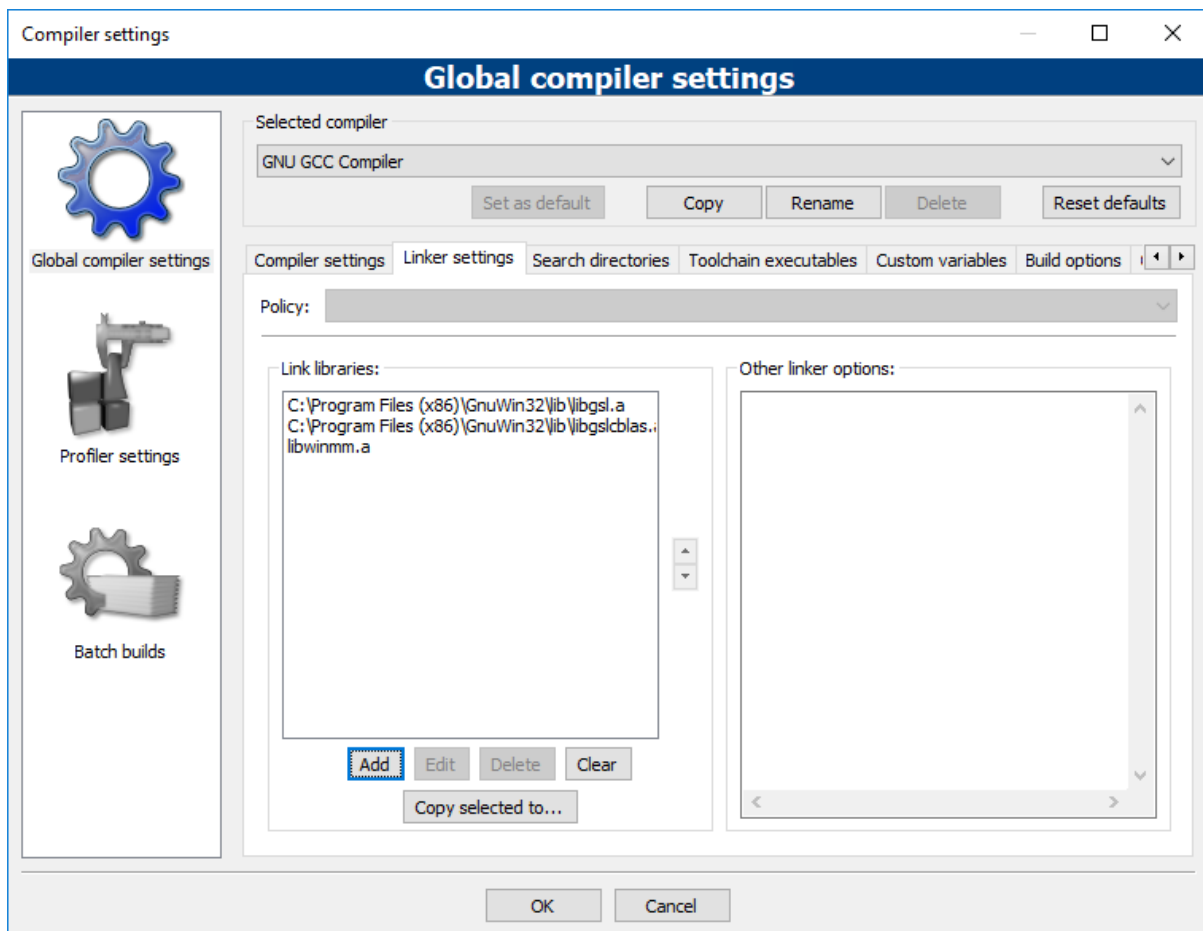 Compiler settings
Global compiler settings
Selected compiler
GNU GCC Compiler
Set as default
Copy
Rename
Delete
Reset defaults
Global compiler settings
Profiler settings
Batch builds
Compiler settings
Linker settings
Search directories
Toolchain executables
Custom variables
Build options
Policy:
Link libraries:
C:\Program Files (x86)\GnuWin32\lib\libgsl.a
C:\Program Files (x86)\GnuWin32\lib\libgslcblas.a
libwinmm.a
Add
Edit
Delete
Clear
Copy selected to...
Other linker options:
OK
Cancel